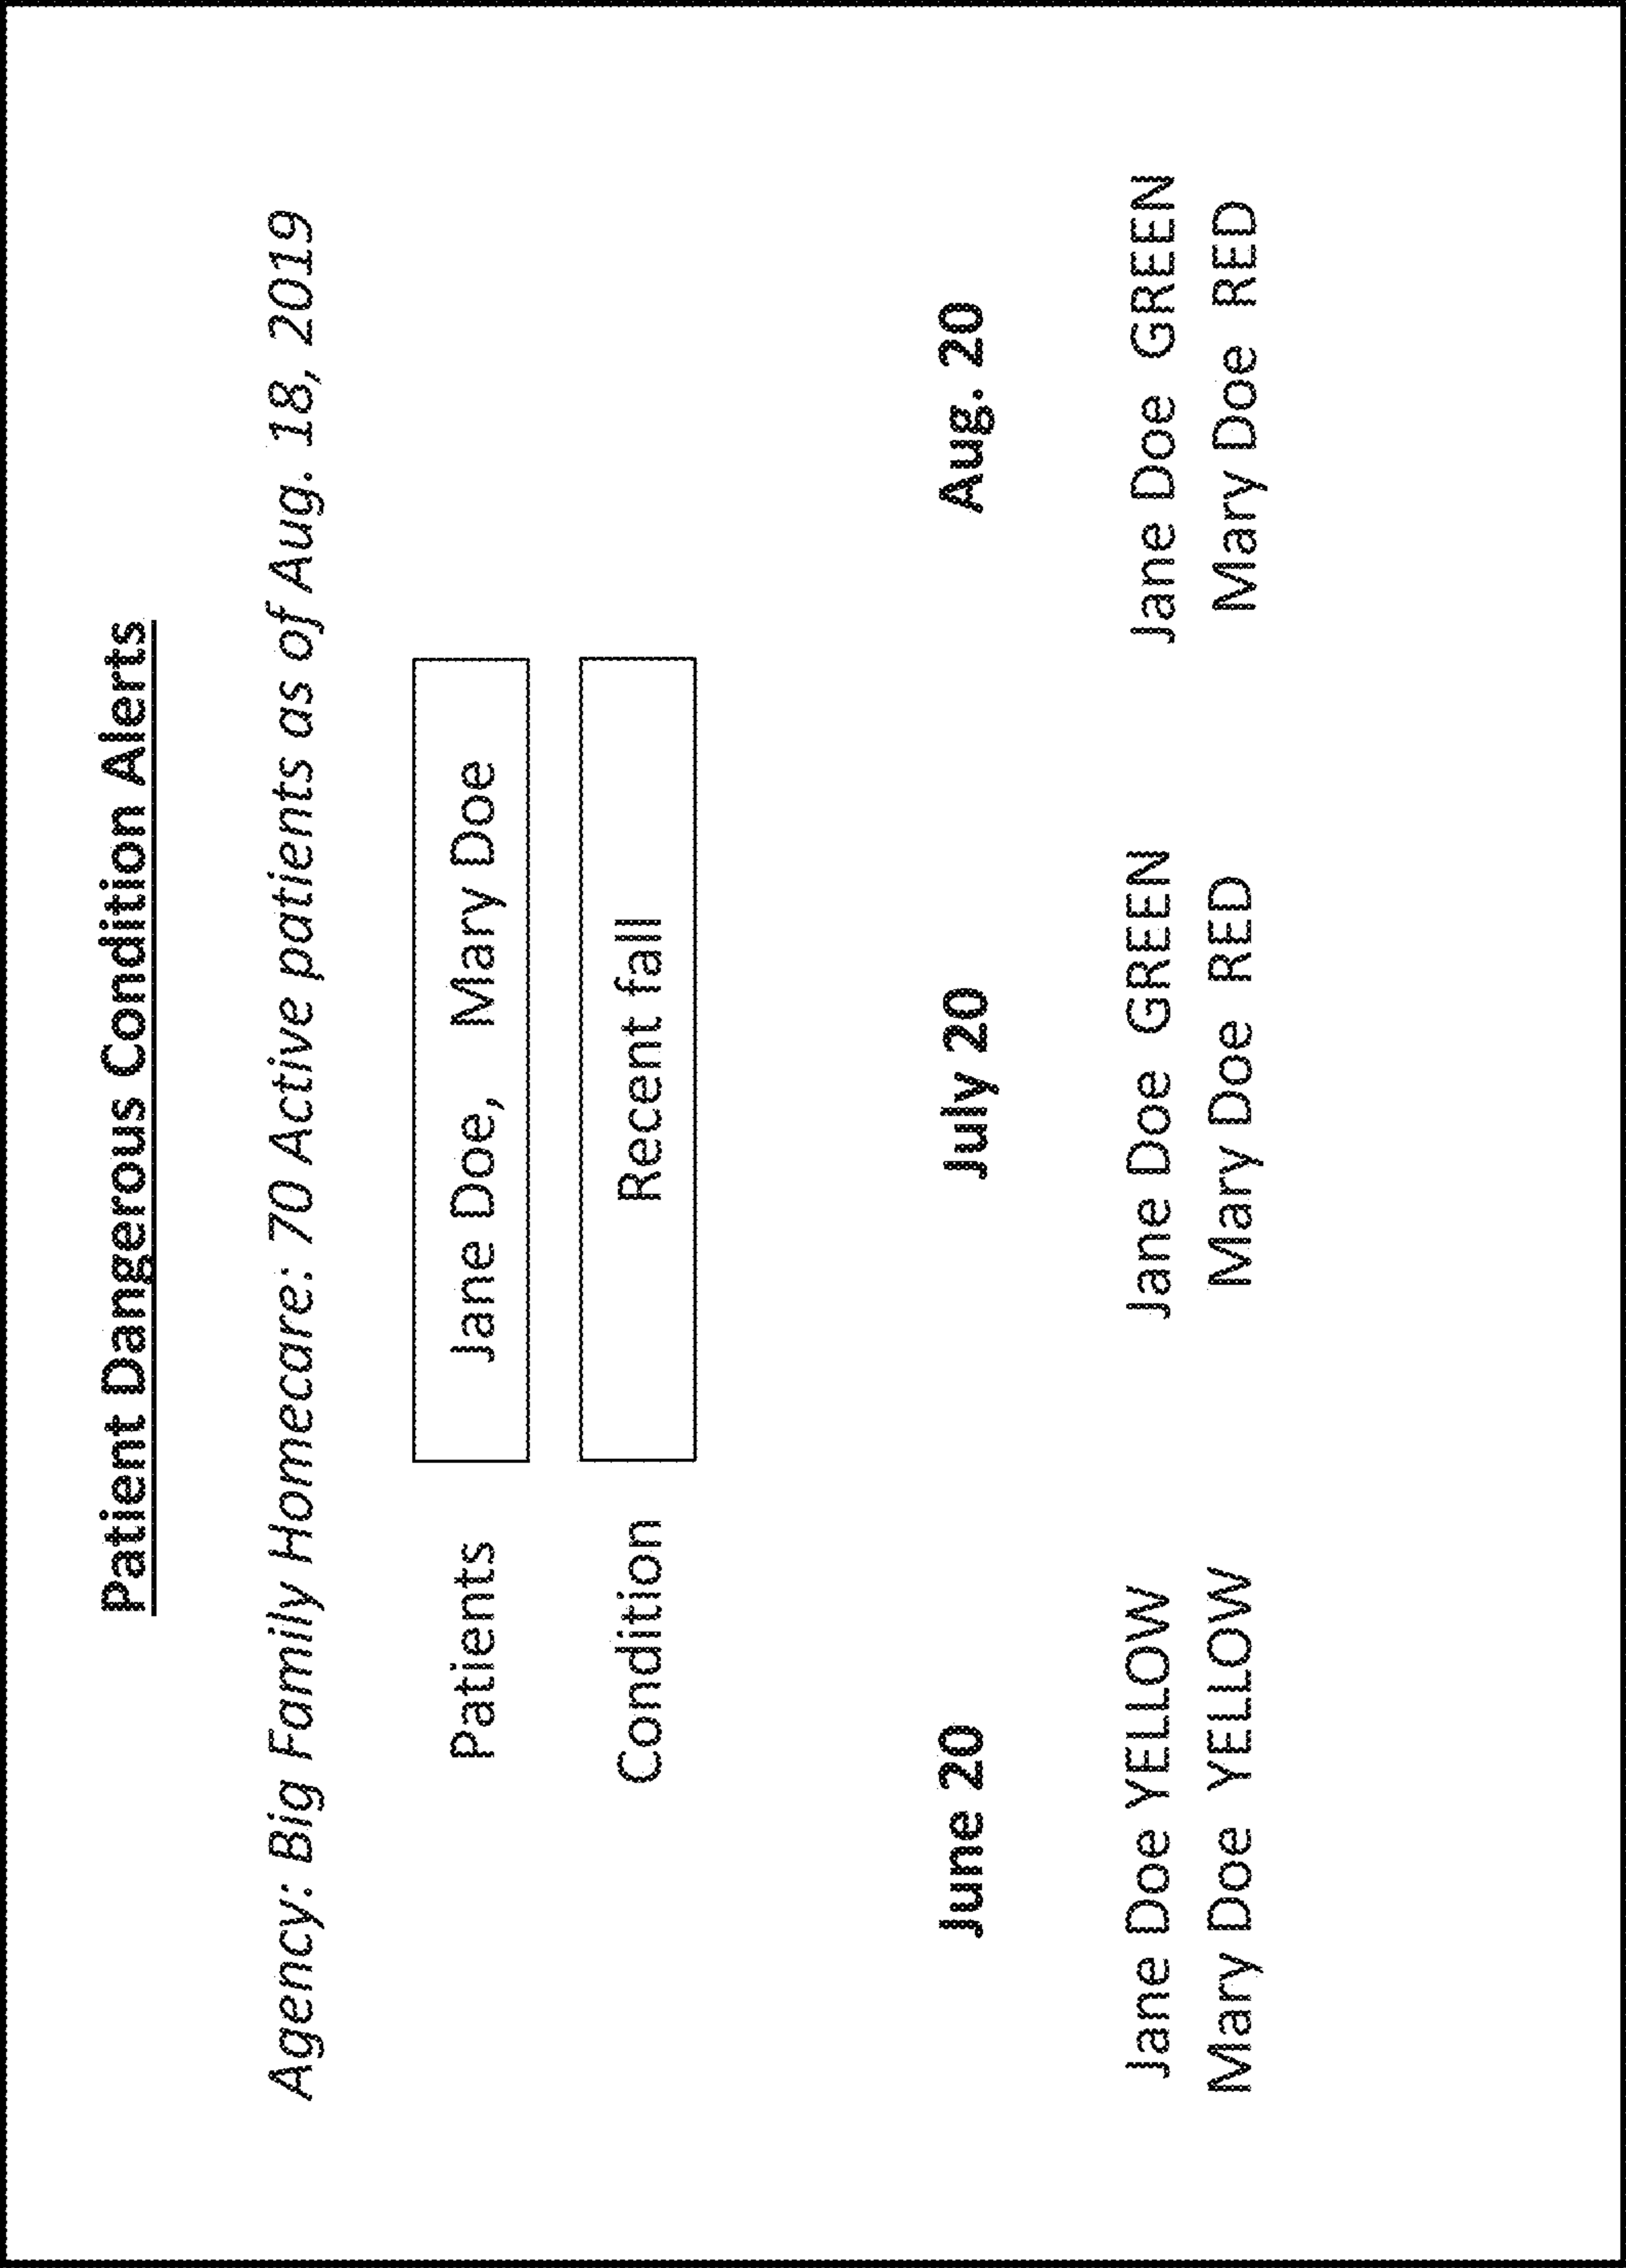 Patient Dangerous Condition Alerts
Agency: Big Family Homecare: 70 Active patients as of Aug. 18, 2019
Patients Jane Doe, Mary Doe
Condition Recent fall
June 20 July 20 Aug. 20
Jane Doe YELLOW Jane Doe GREEN Jane Doe GREEN
Mary Doe YELLOW Mary Doe RED Mary Doe RED